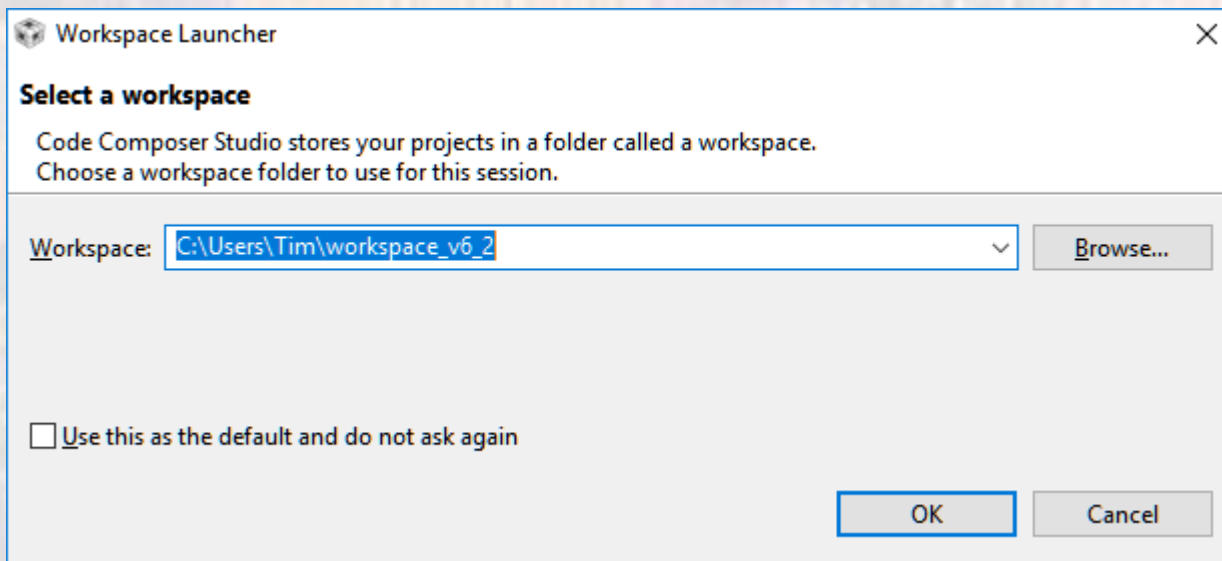 Workspace Launcher
Select a workspace
Code Composer Studio stores your projects in a folder called a workspace.
Choose a workspace folder to use for this session.
Workspace: C:\Users\Tim\workspace_v6_2 Browse...
Use this as the default and do not ask again
OK Cancel